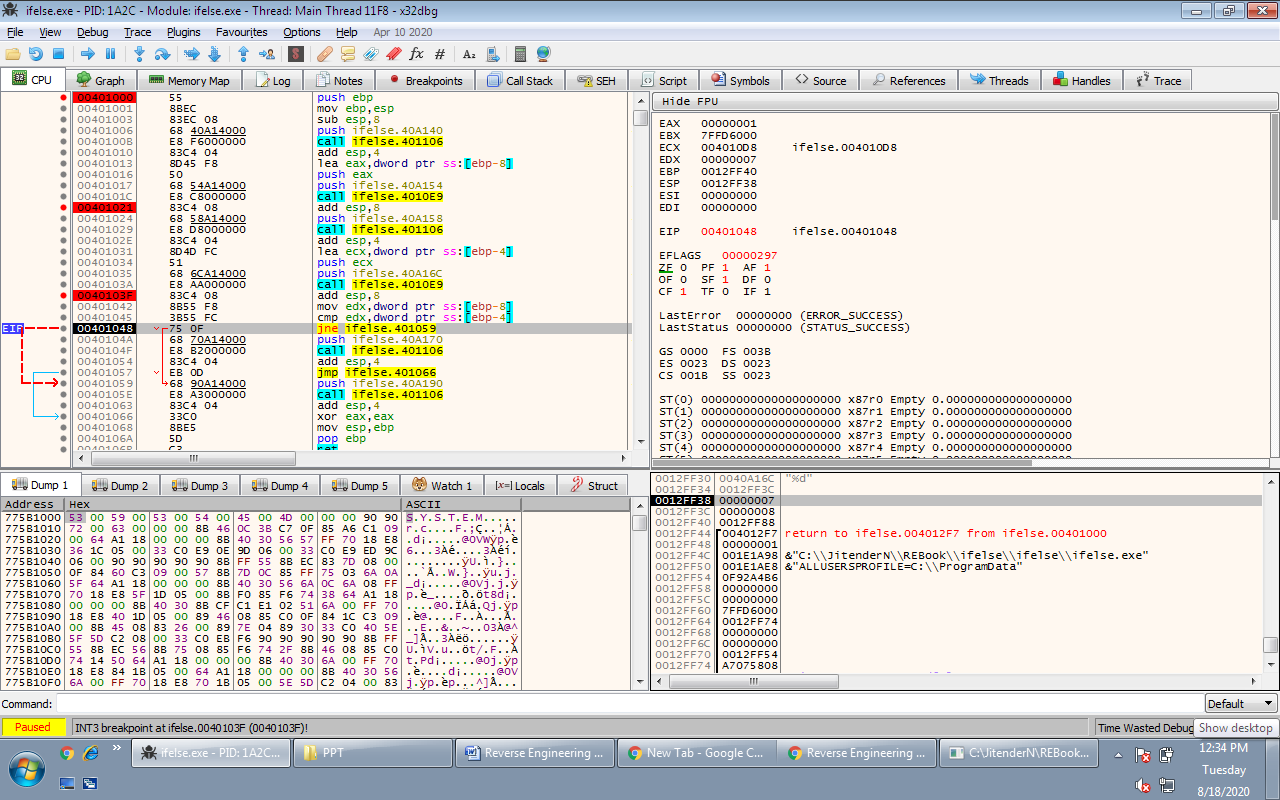 ifelse.exe - PID: 1A2C - Module: ifelse.exe - Thread: Main Thread 11F8 - x32dbg
File View Debug Trace Plugins Favourites Options Help Apr 10 2020
CPU Graph Memory Map Log Notes Breakpoints Call Stack SEH Script Symbols Source References Threads Handles Trace
00401000 55 push ebp
00401001 8BEC mov ebp,esp
00401003 83EC 08 sub esp,8
00401006 68 40A14000 push ifelse.40A140
0040100B E8 F6000000 call ifelse.401106
00401010 83C4 04 add esp,4
00401013 8D45 F8 lea eax,dword ptr ss:[ebp-8]
00401016 50 push eax
00401017 68 54A14000 push ifelse.40A154
0040101C E8 C8000000 call ifelse.4010E9
00401021 83C4 08 add esp,8
00401024 68 58A14000 push ifelse.40A158
00401029 E8 D8000000 call ifelse.401106
0040102E 83C4 04 add esp,4
00401031 8D4D FC lea ecx,dword ptr ss:[ebp-4]
00401034 51 push ecx
00401035 68 6CA14000 push ifelse.40A16C
0040103A E8 AA000000 call ifelse.4010E9
0040103F 83C4 08 add esp,8
00401042 8B55 F8 mov edx,dword ptr ss:[ebp-8]
00401045 3B55 FC cmp edx,dword ptr ss:[ebp-4]
EIP 00401048 75 0F jne ifelse.401059
0040104A 68 70A14000 push ifelse.40A170
0040104F E8 B2000000 call ifelse.401106
00401054 83C4 04 add esp,4
00401057 EB 0D jmp ifelse.401066
00401059 68 90A14000 push ifelse.40A190
0040105E E8 A3000000 call ifelse.401106
00401063 83C4 04 add esp,4
00401066 33C0 xor eax,eax
00401068 8BE5 mov esp,ebp
0040106A 5D pop ebp
0040106B C3 ret
Hide FPU
EAX 00000001
EBX 7FFD6000
ECX 004010D8 ifelse.004010D8
EDX 00000007
EBP 0012FF40
ESP 0012FF38
ESI 00000000
EDI 00000000
EIP 00401048 ifelse.00401048
EFLAGS 00000297
ZF 0 PF 1 AF 1
OF 0 SF 1 DF 0
CF 1 TF 0 IF 1
LastError 00000000 (ERROR_SUCCESS)
LastStatus 00000000 (STATUS_SUCCESS)
GS 0000 FS 003B
ES 0023 DS 0023
CS 001B SS 0023
ST(0) 00000000000000000000 x87r0 Empty 0.000000000000000000
ST(1) 00000000000000000000 x87r1 Empty 0.000000000000000000
ST(2) 00000000000000000000 x87r2 Empty 0.000000000000000000
ST(3) 00000000000000000000 x87r3 Empty 0.000000000000000000
ST(4) 00000000000000000000 x87r4 Empty 0.000000000000000000
Dump 1 Dump 2 Dump 3 Dump 4 Dump 5 Watch 1 [x=] Locals Struct
Address Hex ASCII
775B1000 53 00 59 00 53 00 54 00 45 00 4D 00 00 00 90 90 S.Y.S.T.E.M.....
775B1010 72 00 63 00 00 00 8B 46 0C 3B C7 0F 85 A6 C1 09
775B1020 00 64 A1 18 00 00 00 8B 40 30 56 57 FF 70 18 E8
775B1030 36 1C 05 00 33 C0 E9 0E 9D 06 00 33 C0 E9 ED 9C
775B1040 06 00 90 90 90 90 90 8B FF 55 8B EC 83 7D 08 00
775B1050 0F 84 60 C3 09 00 57 8B 7D 0C 85 FF 75 03 6A 0A
775B1060 5F 64 A1 18 00 00 00 8B 40 30 56 6A 0C 6A 08 FF
775B1070 70 18 E8 5F 1D 05 00 8B F0 85 F6 74 38 64 A1 18
775B1080 00 00 00 8B 40 30 8B CF C1 E1 02 51 6A 00 FF 70
775B1090 18 E8 40 1D 05 00 89 46 08 85 C0 0F 84 1C C3 09
775B10A0 00 8B 45 08 83 26 00 89 7E 04 89 30 33 C0 40 5E
775B10B0 5F 5D C2 08 00 33 C0 EB F6 90 90 90 90 90 8B FF
775B10C0 55 8B EC 56 8B 75 08 85 F6 74 2F 8B 46 08 85 C0
775B10D0 74 14 50 64 A1 18 00 00 00 8B 40 30 6A 00 FF 70
775B10E0 18 E8 84 1B 05 00 64 A1 18 00 00 00 8B 40 30 56
775B10F0 6A 00 FF 70 18 E8 70 1B 05 00 5E 5D C2 04 00 83
0012FF30 0040A16C "%d"
0012FF34 0012FF3C
0012FF38 00000007
0012FF3C 00000008
0012FF40 0012FF88
0012FF44 004012F7 return to ifelse.004012F7 from ifelse.00401000
0012FF48 00000001
0012FF4C 001E1A98 &"C:\\JitenderN\\REBook\\ifelse\\ifelse\\ifelse.exe"
0012FF50 001E1AE8 &"ALLUSERSPROFILE=C:\\ProgramData"
0012FF54 0F92A4B6
0012FF58 00000000
0012FF5C 00000000
0012FF60 7FFD6000
0012FF64 0012FF74
0012FF68 00000000
0012FF6C 00000000
0012FF70 0012FF54
0012FF74 A7075808
Command: Default
Paused INT3 breakpoint at ifelse.0040103F (0040103F)! Time Wasted Debug Show desktop
ifelse.exe - PID: 1A2C... PPT Reverse Engineering ... New Tab - Google C... Reverse Engineering ... C:\JitenderN\REBook...
12:34 PM
Tuesday
8/18/2020